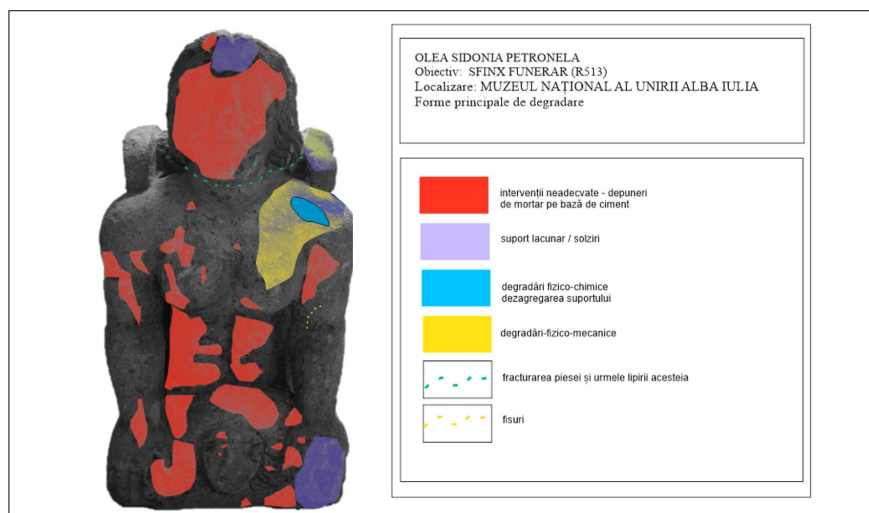 OLEA SIDONIA PETRONELA
Obiectiv: SFINX FUNERAR (R513)
Localizare: MUZEUL NAȚIONAL AL UNIRII ALBA IULIA
Forme principale de degradare
intervenții neadecvate - depuneri
de mortar pe bază de ciment
suport lacunar / solziri
degradări fizico-chimice
dezagregarea suportului
degradări-fizico-mecanice
fracturarea piesei și urmele lipirii acesteia
fisuri